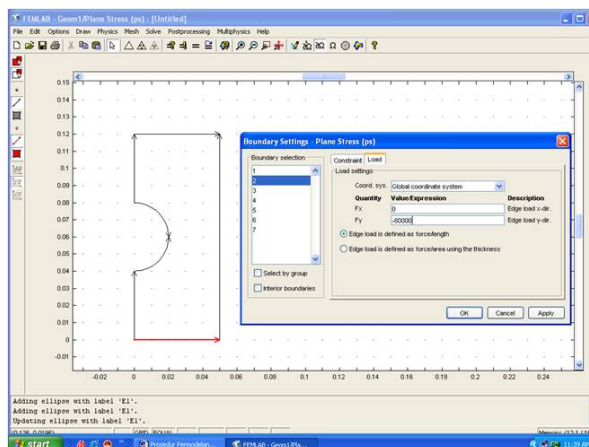 FEMLAB - Geom1/Plane Stress (ps) : [Untitled]
File Edit Options Draw Physics Mesh Solve Postprocessing Multiphysics Help
0.15
0.14
0.13
0.12
0.11
0.1
0.09
0.08
0.07
0.06
0.05
0.04
0.03
0.02
0.01
0
-0.01
-0.02 0 0.02 0.04 0.06 0.08 0.1 0.12 0.14 0.16 0.18 0.2 0.22 0.24
Boundary Settings - Plane Stress (ps)
Boundary selection
1
2
3
4
5
6
7
Select by group
Interior boundaries
Constraint Load
Load settings
Coord. sys. Global coordinate system
Quantity Value/Expression Description
Fx 0 Edge load x-dir.
Fy -80000 Edge load y-dir.
Edge load is defined as force/length
Edge load is defined as force/area using the thickness
OK Cancel Apply
Adding ellipse with label 'E1'.
Adding ellipse with label 'E1'.
Updating ellipse with label 'E1'.
EQUAL
start
Prosedur Permodelan...
FEMLAB - Geom1/Pla...
11:39 AM